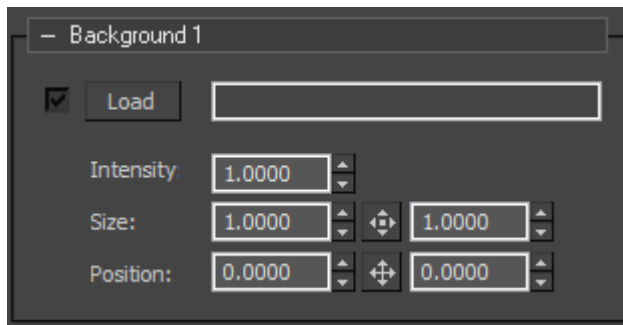 – Background 1
Load
Intensity: 1.0000
Size: 1.0000 1.0000
Position: 0.0000 0.0000